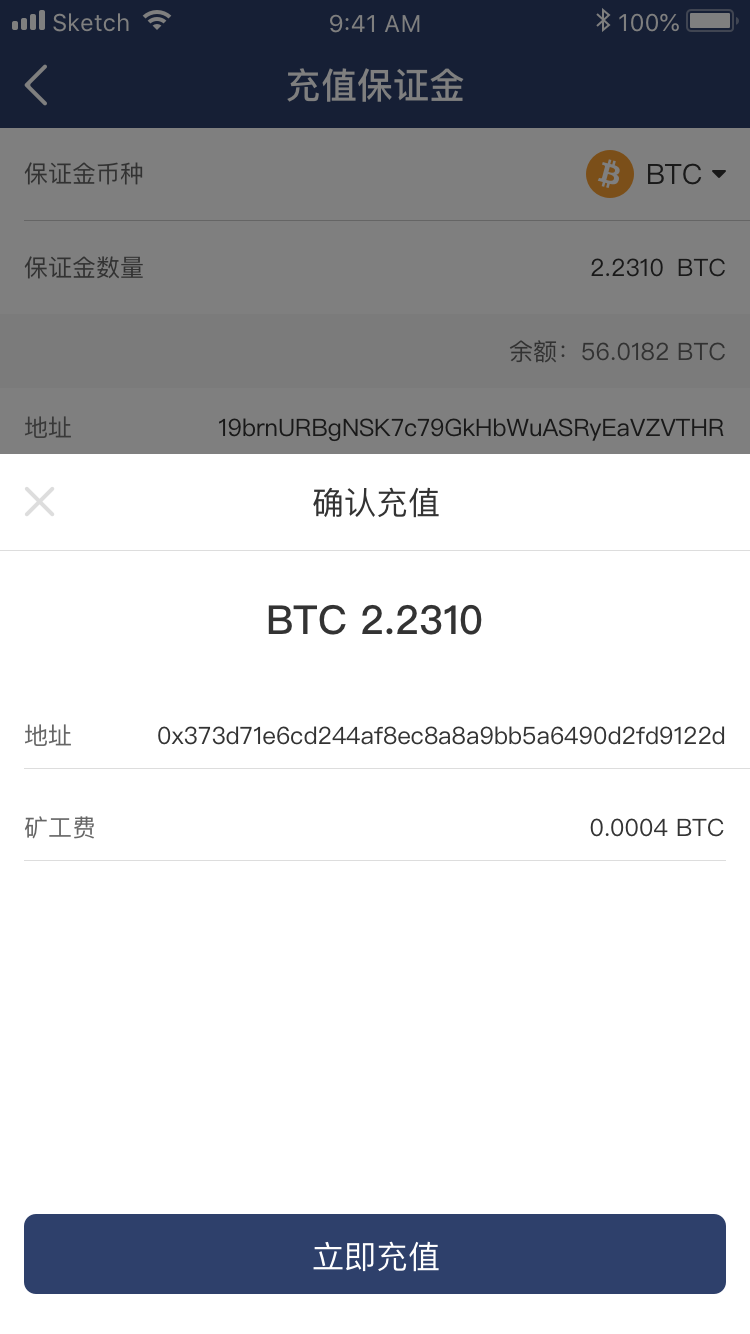 Sketch 9:41 AM 100%
充值保证金
保证金币种 BTC
保证金数量 2.2310 BTC
余额：56.0182 BTC
地址 19brnURBgNSK7c79GkHbWuASRyEaVZVTHR
确认充值
BTC 2.2310
地址 0x373d71e6cd244af8ec8a8a9bb5a6490d2fd9122d
矿工费 0.0004 BTC
立即充值